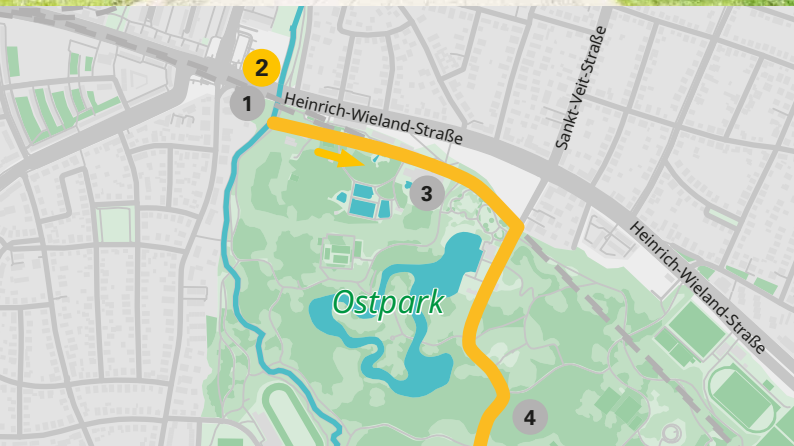 2
1
Heinrich-Wieland-Straße
Sankt-Veit-Straße
3
Heinrich-Wieland-Straße
Ostpark
4